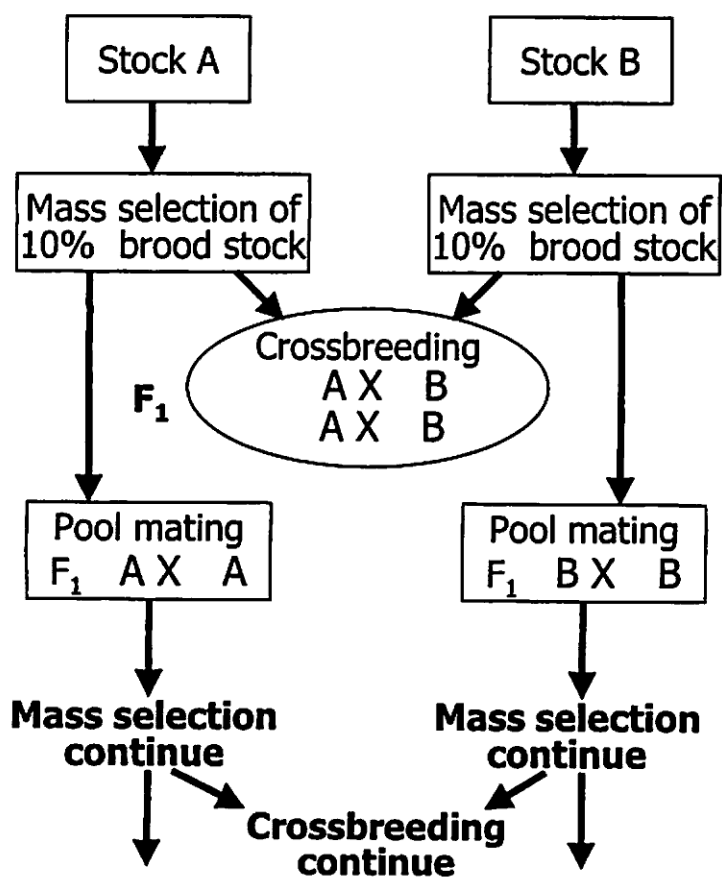 Stock A
Stock B
Mass selection of
10% brood stock
Mass selection of
10% brood stock
Crossbreeding
A X B
A X B
F₁
Pool mating
F₁ A X A
Pool mating
F₁ B X B
Mass selection
continue
Mass selection
continue
Crossbreeding
continue